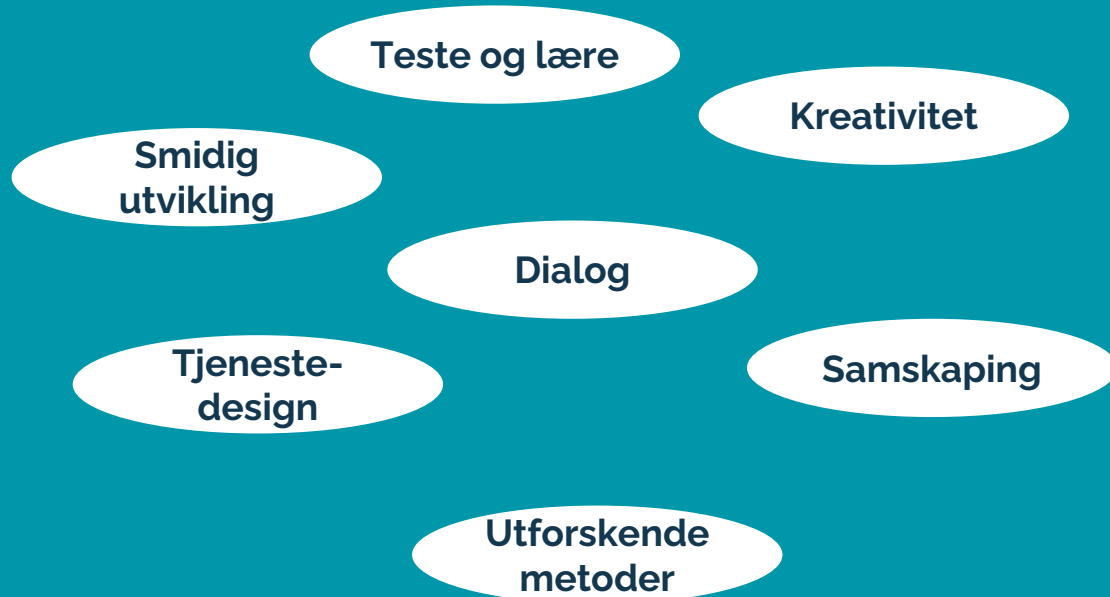 Teste og lære
Kreativitet
Smidig
utvikling
Dialog
Tjeneste-
design
Samskaping
Utforskende
metoder